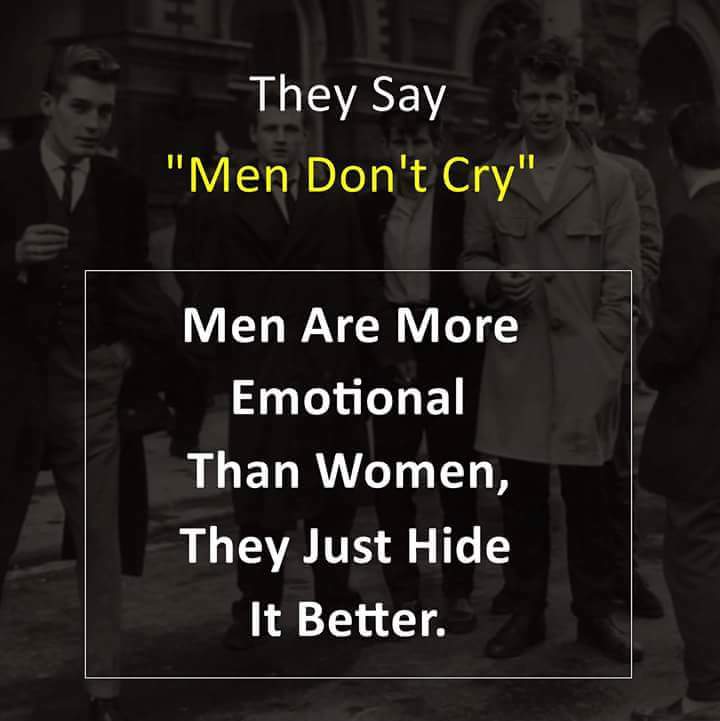 They Say
"Men Don't Cry"
Men Are More
Emotional
Than Women,
They Just Hide
It Better.